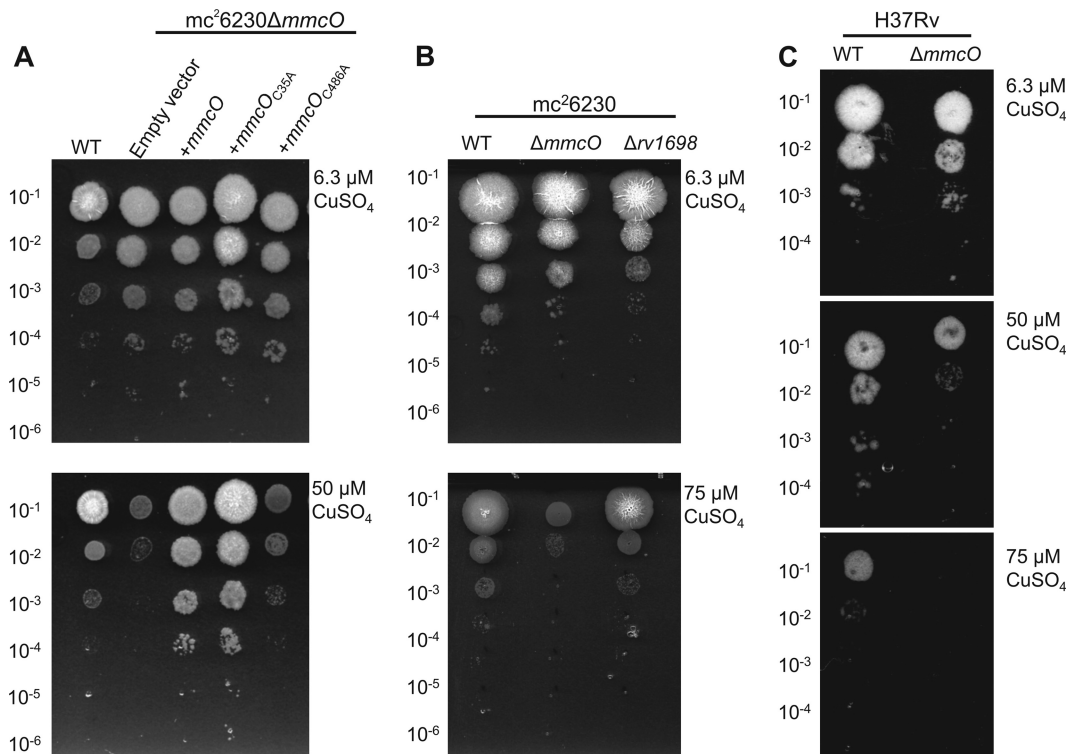 A
mc²6230ΔmmcO
WT
Empty vector
+mmcO
+mmcO_C35A
+mmcO_C486A
10⁻¹
10⁻²
10⁻³
10⁻⁴
10⁻⁵
10⁻⁶
6.3 µM
CuSO₄
10⁻¹
10⁻²
10⁻³
10⁻⁴
10⁻⁵
10⁻⁶
50 µM
CuSO₄
B
mc²6230
WT ΔmmcO Δrv1698
10⁻¹
10⁻²
10⁻³
10⁻⁴
10⁻⁵
10⁻⁶
6.3 µM
CuSO₄
10⁻¹
10⁻²
10⁻³
10⁻⁴
10⁻⁵
10⁻⁶
75 µM
CuSO₄
C
H37Rv
WT ΔmmcO
10⁻¹
10⁻²
10⁻³
10⁻⁴
6.3 µM
CuSO₄
10⁻¹
10⁻²
10⁻³
10⁻⁴
50 µM
CuSO₄
10⁻¹
10⁻²
10⁻³
10⁻⁴
75 µM
CuSO₄